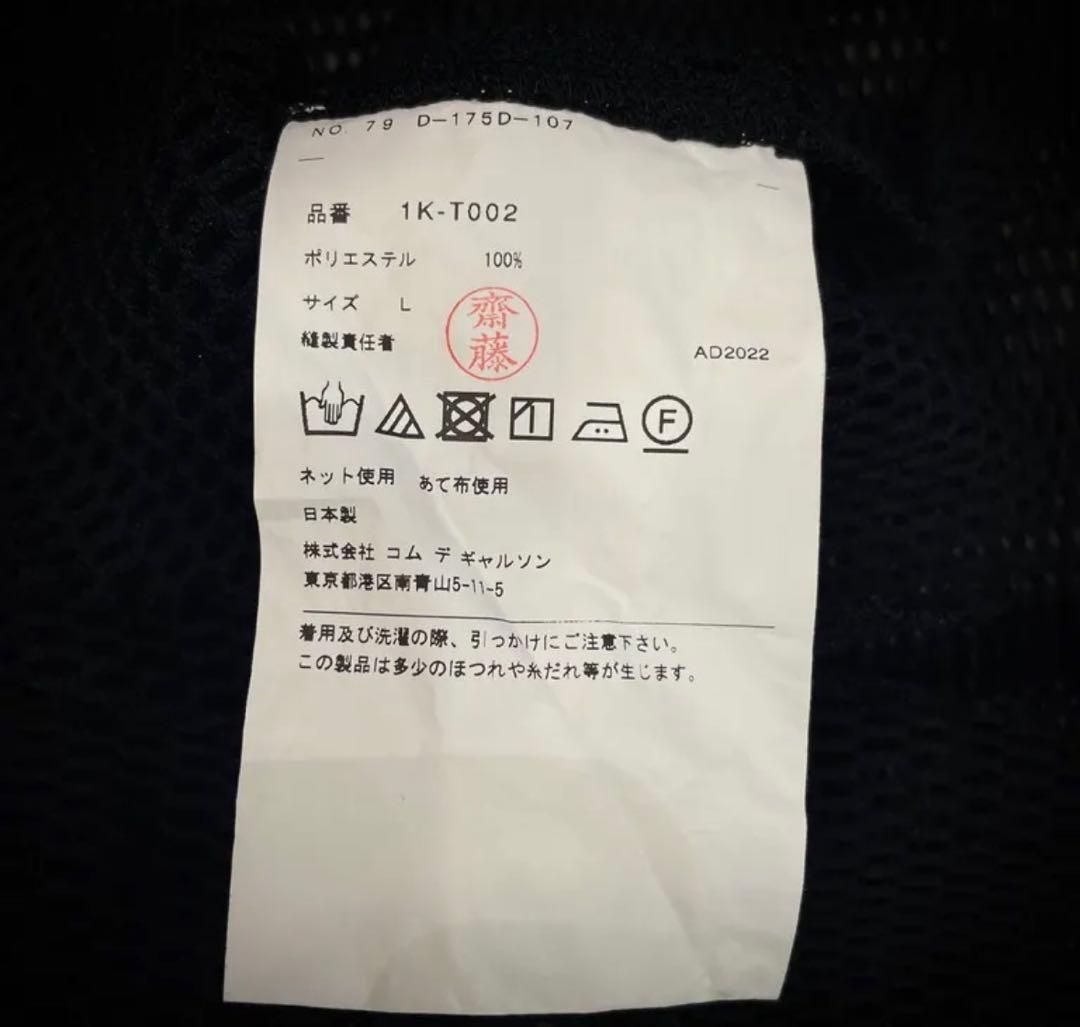 NO. 79 D-175D-107
品番 1K-T002
ポリエステル 100%
サイズ L
齋藤
縫製責任者
AD2022
F
ネット使用 あて布使用
日本製
株式会社 コム デ ギャルソン
東京都港区南青山5-11-5
着用及び洗濯の際、引っかけにご注意下さい。
この製品は多少のほつれや糸だれ等が生じます。